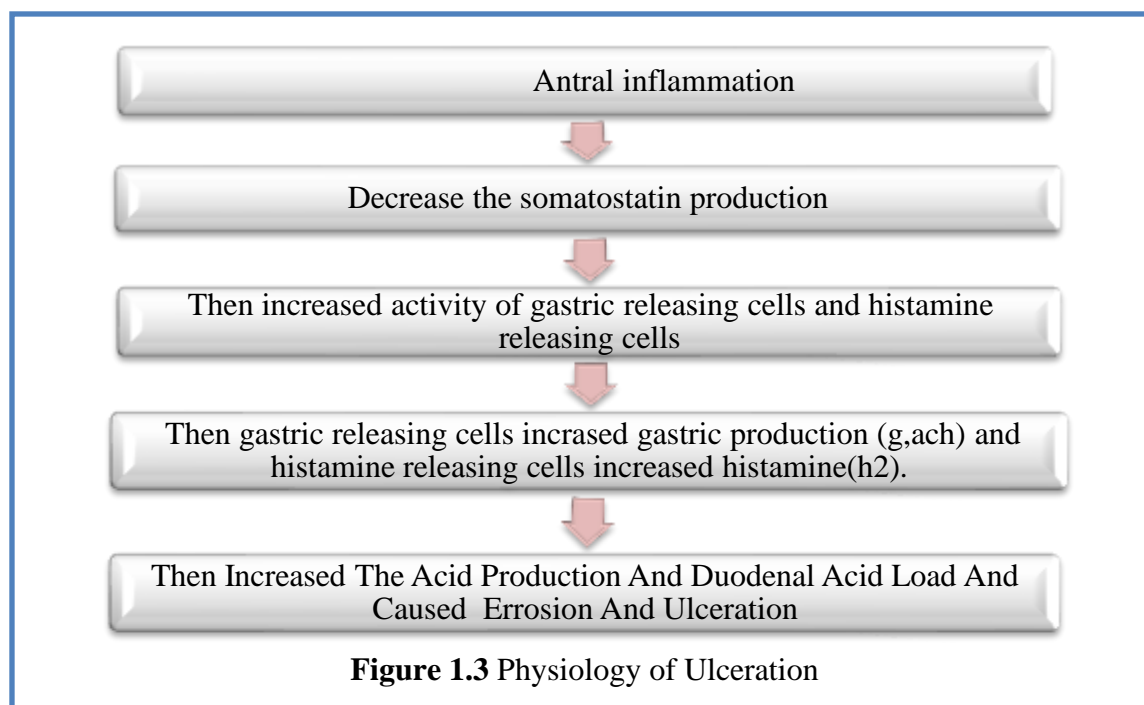 Antral inflammation
Decrease the somatostatin production
Then increased activity of gastric releasing cells and histamine
releasing cells
Then gastric releasing cells incrased gastric production (g,ach) and
histamine releasing cells increased histamine(h2).
Then Increased The Acid Production And Duodenal Acid Load And
Caused Errosion And Ulceration
Figure 1.3 Physiology of Ulceration